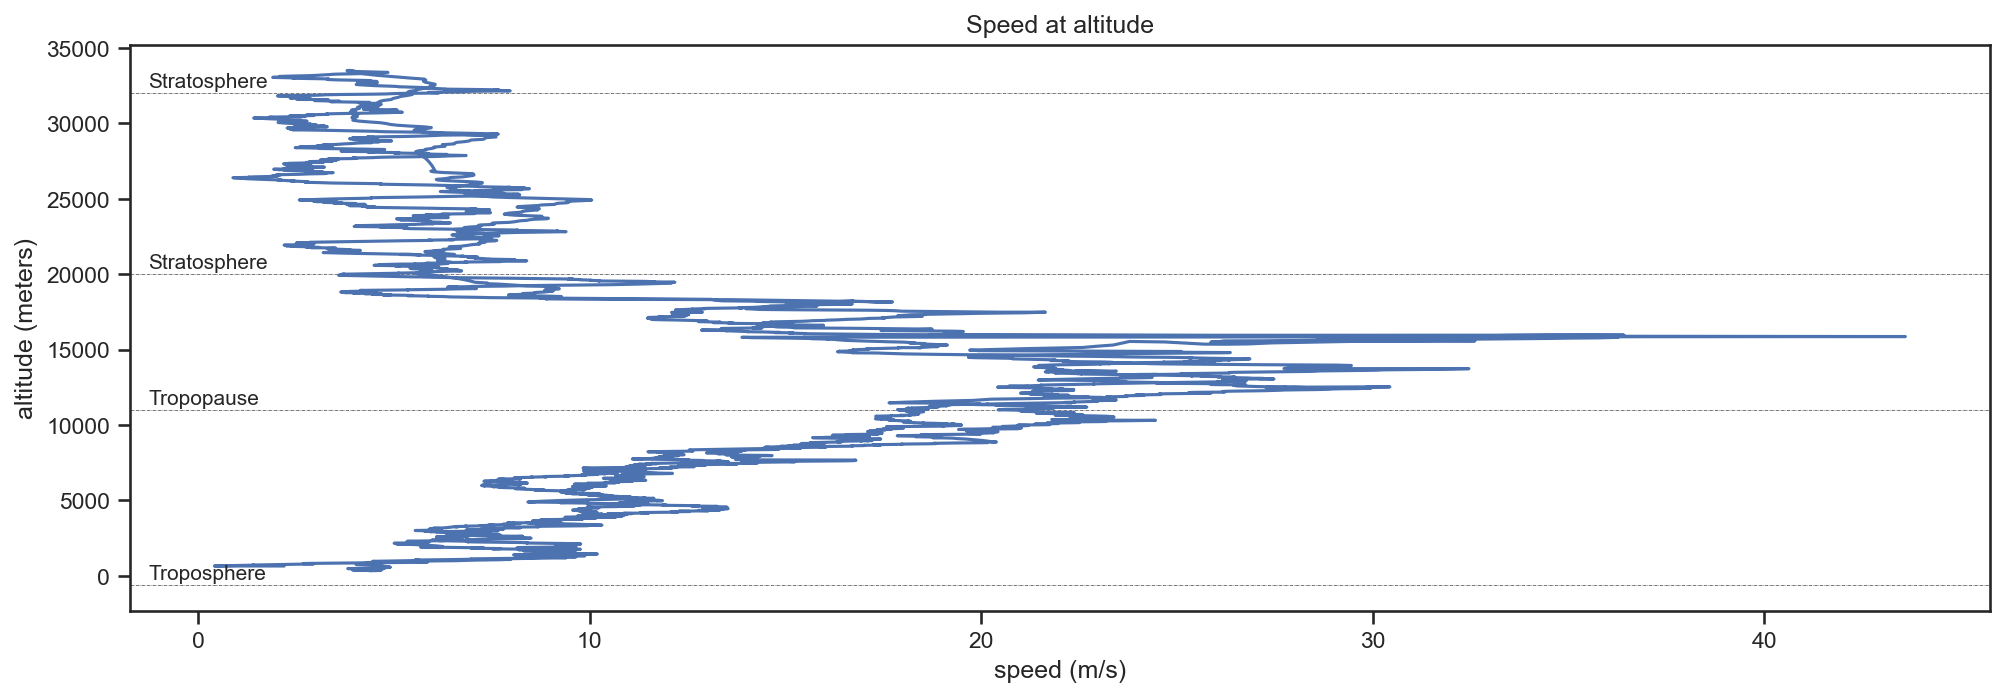 Speed at altitude
35000
Stratosphere
30000
25000
Stratosphere
20000
15000
Tropopause
10000
5000
Troposphere
0
altitude (meters)
0 10 20 30 40
speed (m/s)